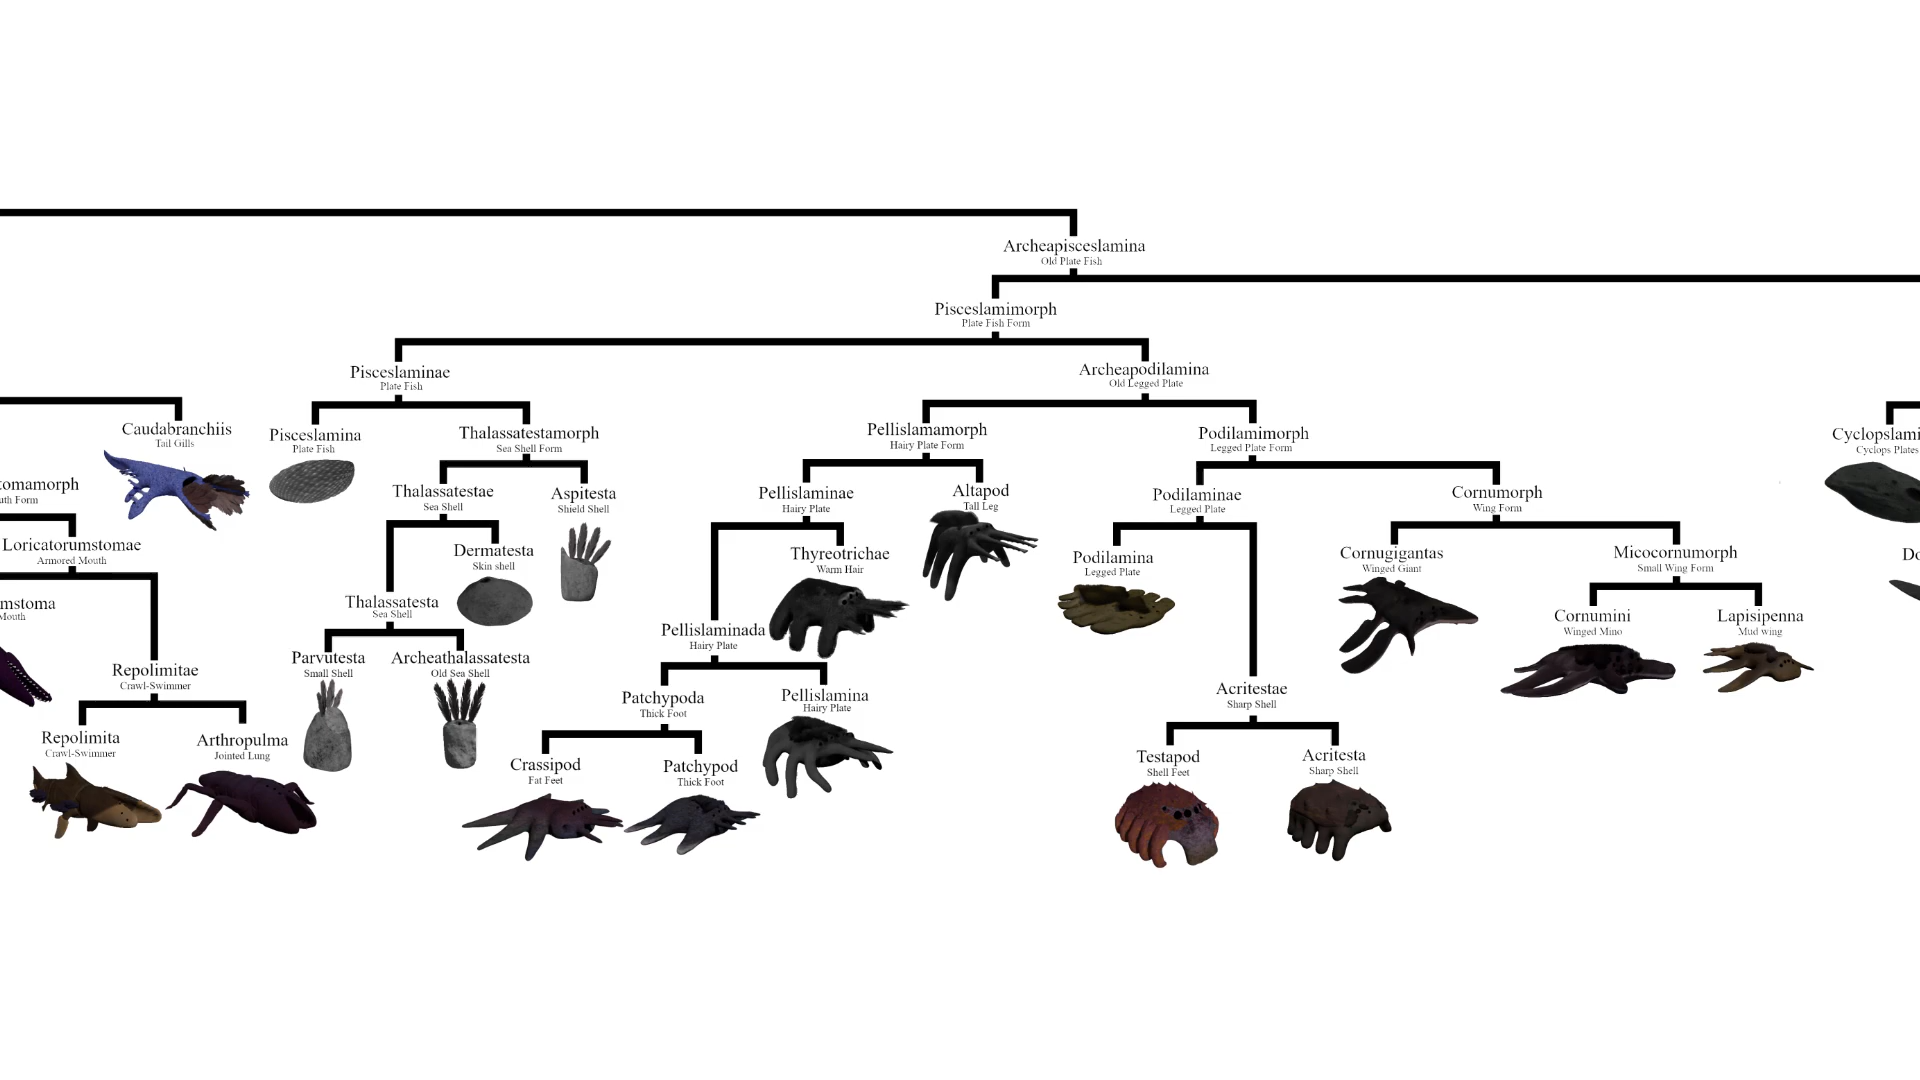 Archeapisceslamina
Old Plate Fish
Pisceslamimorph
Plate Fish Form
Pisceslaminae
Plate Fish
Archeapodilamina
Old Legged Plate
Caudabranchiis
Tail Gills
Pisceslamina
Plate Fish
Thalassatestamorph
Sea Shell Form
Pellislamamorph
Hairy Plate Form
Podilamimorph
Legged Plate Form
Cyclopslami
Cyclops Plates
tomamorph
uth Form
Thalassatestae
Sea Shell
Aspitesta
Shield Shell
Pellislaminae
Hairy Plate
Altapod
Tall Leg
Podilaminae
Legged Plate
Cornumorph
Wing Form
Loricatorumstomae
Armored Mouth
Dermatesta
Skin shell
Thyreotrichae
Warm Hair
Podilamina
Legged Plate
Cornugigantas
Winged Giant
Micocornumorph
Small Wing Form
Do
mstoma
Mouth
Thalassatesta
Sea Shell
Pellislaminada
Hairy Plate
Cornumini
Winged Mino
Lapisipenna
Mud wing
Repolimitae
Crawl-Swimmer
Parvutesta
Small Shell
Archeathalassatesta
Old Sea Shell
Patchypoda
Thick Foot
Pellislamina
Hairy Plate
Acritestae
Sharp Shell
Repolimita
Crawl-Swimmer
Arthropulma
Jointed Lung
Crassipod
Fat Feet
Patchypod
Thick Foot
Testapod
Shell Feet
Acritesta
Sharp Shell